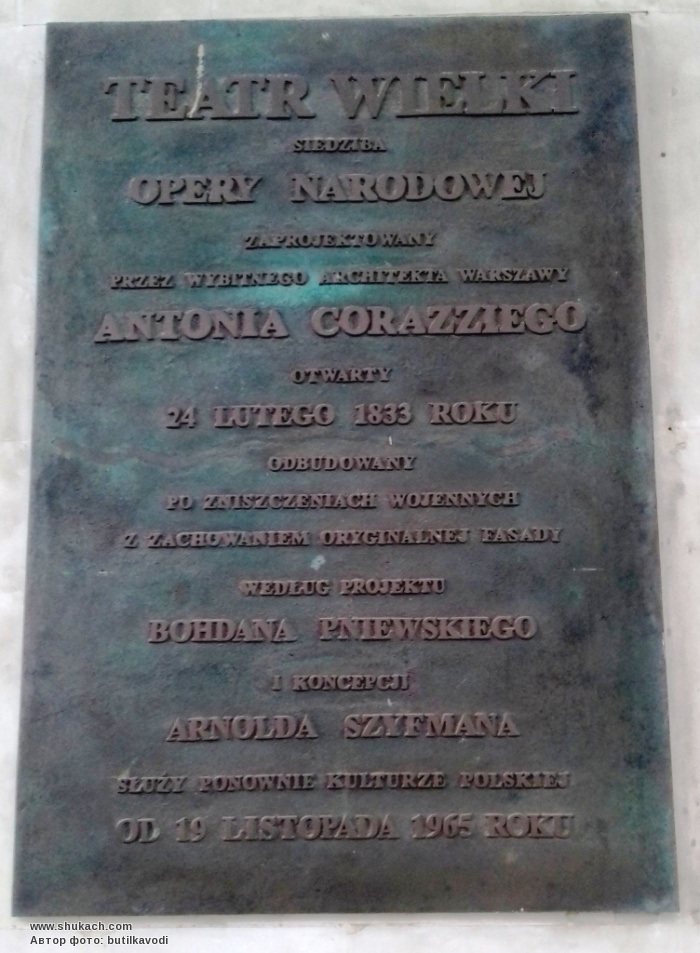 TEATR WIELKI
SIEDZIBA
OPERY NARODOWEJ
ZAPROJEKTOWANY
PRZEZ WYBITNEGO ARCHITEKTA WARSZAWY
ANTONIA CORAZZIEGO
OTWARTY
24 LUTEGO 1833 ROKU
ODBUDOWANY
PO ZNISZCZENIACH WOJENNYCH
Z ZACHOWANIEM ORYGINALNEJ FASADY
WEDŁUG PROJEKTU
BOHDANA PNIEWSKIEGO
I KONCEPCJI
ARNOLDA SZYFMANA
SŁUŻY PONOWNIE KULTURZE POLSKIEJ
OD 19 LISTOPADA 1965 ROKU
www.shukach.com
Автор фото: butilkavodi